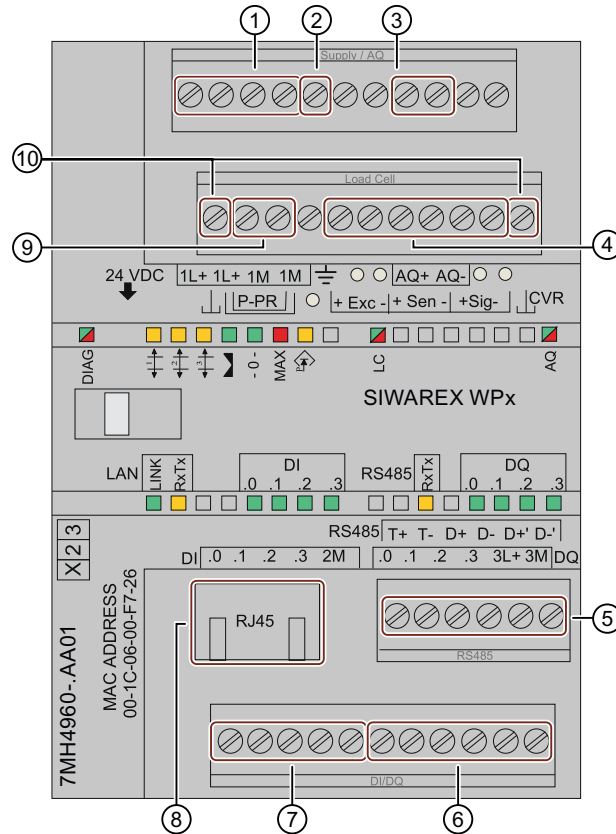 1 2 3
Supply / AQ
10
Load Cell
9 4
24 VDC 1L+ 1L+ 1M 1M AQ+ AQ-
P-PR + Exc - + Sen - +Sig- CVR
DIAG 1 2 3 - 0 - MAX LC AQ
SIWAREX WPx
LAN LINK RxTx DI RS485 RxTx DQ
.0 .1 .2 .3 .0 .1 .2 .3
RS485 T+ T- D+ D- D+' D-'
DI .0 .1 .2 .3 2M .0 .1 .2 .3 3L+ 3M DQ
X 2 3
7MH4960-.AA01
MAC ADDRESS
00-1C-06-00-F7-26
RJ45
5
RS485
DI/DQ
8 7 6